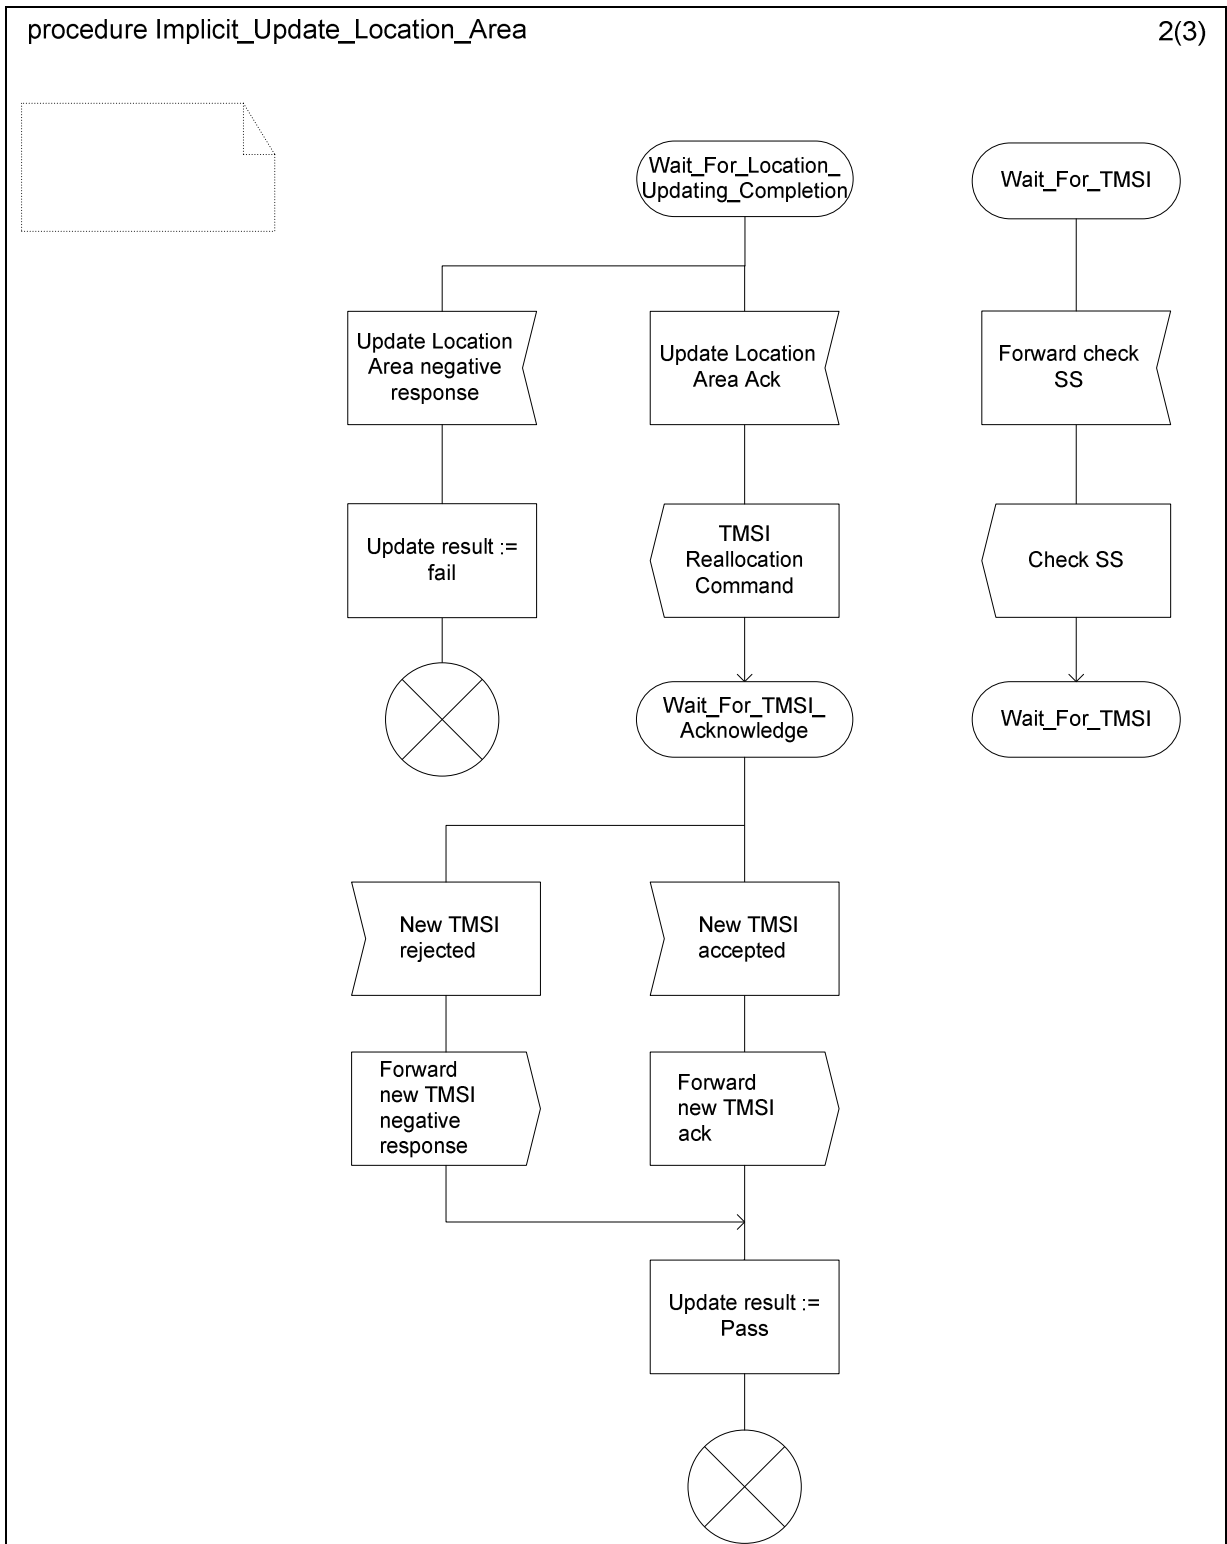 procedure Implicit_Update_Location_Area
2(3)
Wait_For_Location_
Updating_Completion
Wait_For_TMSI
Update Location
Area negative
response
Update Location
Area Ack
Forward check
SS
Update result :=
fail
TMSI
Reallocation
Command
Check SS
Wait_For_TMSI_
Acknowledge
Wait_For_TMSI
New TMSI
rejected
New TMSI
accepted
Forward
new TMSI
negative
response
Forward
new TMSI
ack
Update result :=
Pass